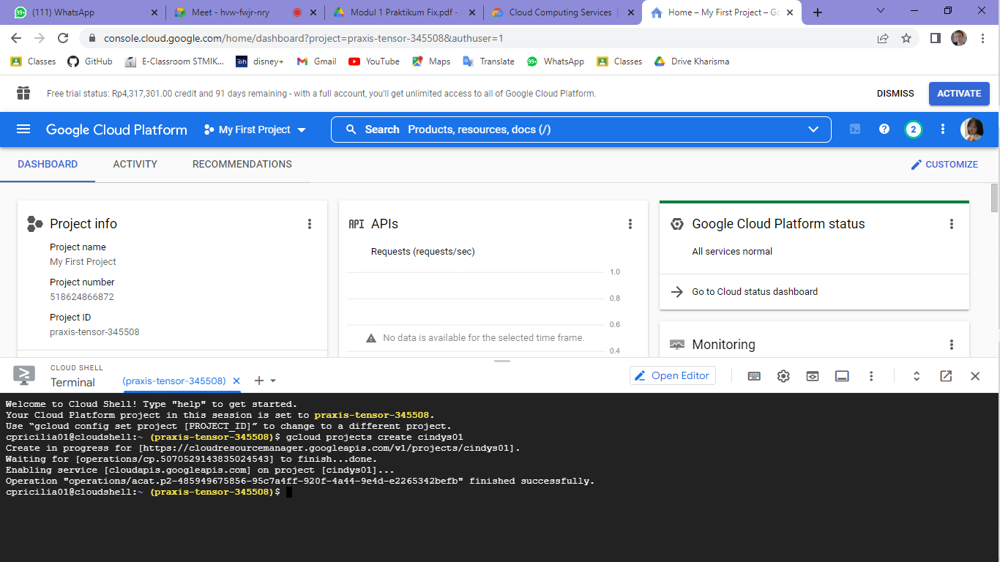 (111) WhatsApp
Meet - hvw-fwjr-nry
Modul 1 Praktikum Fix.pdf -
Cloud Computing Services |
Home – My First Project – Go
console.cloud.google.com/home/dashboard?project=praxis-tensor-345508&authuser=1
Classes
GitHub
E-Classroom STMIK...
disney+
Gmail
YouTube
Maps
Translate
WhatsApp
Classes
Drive Kharisma
Free trial status: Rp4,317,301.00 credit and 91 days remaining - with a full account, you'll get unlimited access to all of Google Cloud Platform.
DISMISS
ACTIVATE
Google Cloud Platform
My First Project
Search Products, resources, docs (/)
2
DASHBOARD
ACTIVITY
RECOMMENDATIONS
CUSTOMIZE
Project info
Project name
My First Project
Project number
518624866872
Project ID
praxis-tensor-345508
API APIs
Requests (requests/sec)
1.0
0.8
0.6
No data is available for the selected time frame.
0.4
Google Cloud Platform status
All services normal
Go to Cloud status dashboard
Monitoring
CLOUD SHELL
Terminal
(praxis-tensor-345508)
Open Editor
Welcome to Cloud Shell! Type "help" to get started.
Your Cloud Platform project in this session is set to praxis-tensor-345508.
Use “gcloud config set project [PROJECT_ID]” to change to a different project.
cpricilia01@cloudshell:~ (praxis-tensor-345508)$ gcloud projects create cindys01
Create in progress for [https://cloudresourcemanager.googleapis.com/v1/projects/cindys01].
Waiting for [operations/cp.5070529143835024543] to finish...done.
Enabling service [cloudapis.googleapis.com] on project [cindys01]...
Operation "operations/acat.p2-485949675856-95c7a4ff-920f-4a44-9e4d-e2265342befb" finished successfully.
cpricilia01@cloudshell:~ (praxis-tensor-345508)$